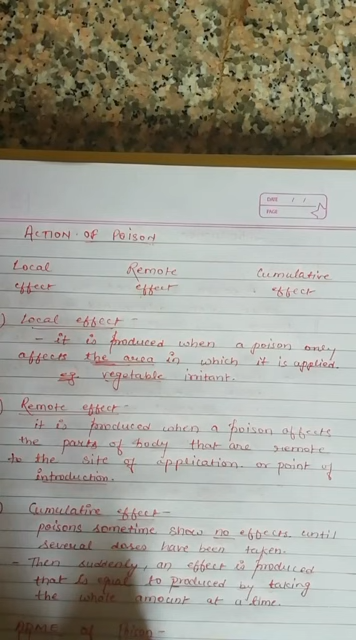 DATE / /
PAGE
ACTION OF POISON
Local Remote Cumulative
effect effect effect
) Local effect -
- it is produced when a poison only
affects the area in which it is applied.
eg vegetable irritant.
) Remote effect -
it is produced when a poison affects
the parts of body that are remote
to the site of application or point of
introduction.
) Cumulative effect -
poisons sometime show no effects until
several doses have been taken.
- Then suddenly, an effect is produced
that is equal to produced by taking
the whole amount at a time.
of